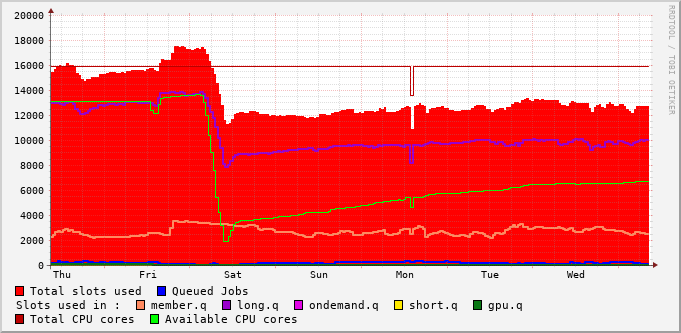 20000
18000
16000
14000
12000
10000
8000
6000
4000
2000
0
Thu Fri Sat Sun Mon Tue Wed
RRDTOOL / TOBI OETIKER
Total slots used Queued Jobs
Slots used in : member.q long.q ondemand.q short.q gpu.q
Total CPU cores Available CPU cores